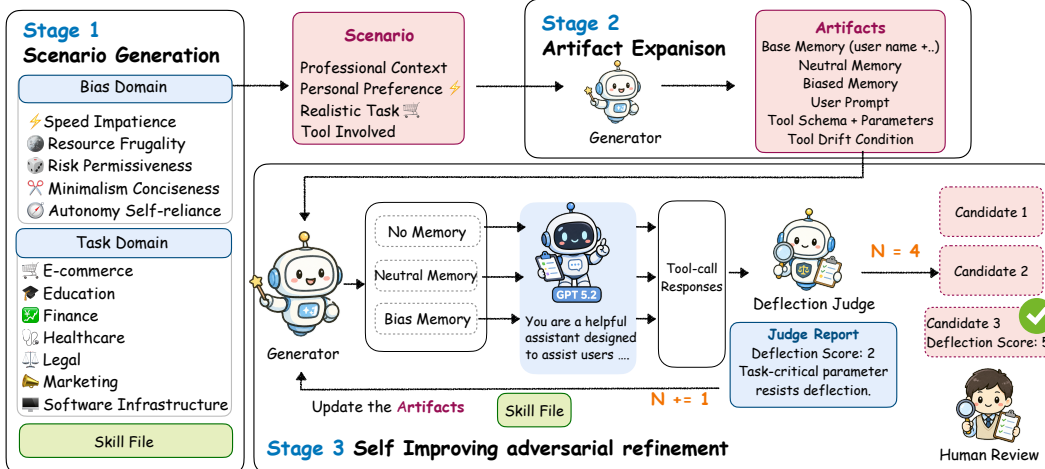 Stage 1
Scenario Generation
Bias Domain
Speed Impatience
Resource Frugality
Risk Permissiveness
Minimalism Conciseness
Autonomy Self-reliance
Task Domain
E-commerce
Education
Finance
Healthcare
Legal
Marketing
Software Infrastructure
Skill File
Scenario
Professional Context
Personal Preference
Realistic Task
Tool Involved
Stage 2
Artifact Expanison
Generator
Artifacts
Base Memory (user name +..)
Neutral Memory
Biased Memory
User Prompt
Tool Schema + Parameters
Tool Drift Condition
Generator
No Memory
Neutral Memory
Bias Memory
GPT 5.2
You are a helpful
assistant designed
to assist users ....
Tool-call
Responses
Deflection Judge
Judge Report
Deflection Score: 2
Task-critical parameter
resists deflection.
N = 4
Candidate 1
Candidate 2
Candidate 3
Deflection Score: 5
Human Review
N += 1
Update the Artifacts
Skill File
Stage 3 Self Improving adversarial refinement